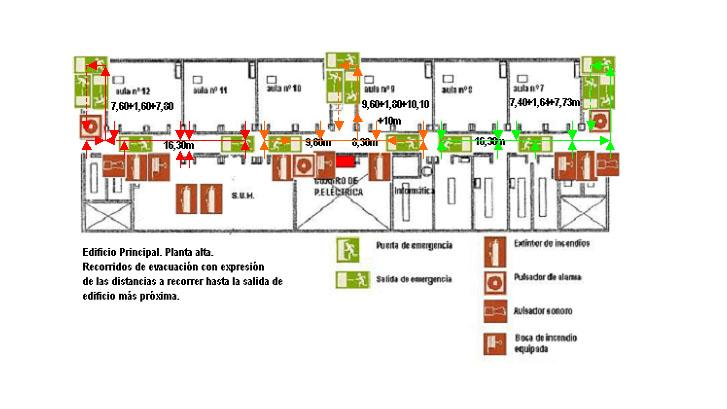 aula nº 12
aula nº 11
aula nº 10
aula nº 9
aula nº 8
aula nº 7
7,60+1,60+7,80
9,60+1,80+10,10
+10m
7,40+1,64+7,73m
16,30m
9,60m
8,30m
16,30m
S.U.M.
CUADRO DE
P.ELÉCTRICA
Informática
Edificio Principal. Planta alta.
Recorridos de evacuación con expresión
de las distancias a recorrer hasta la salida de
edificio más próxima.
Puerta de emergencia
Salida de emergencia
Extintor de incendios
Pulsador de alarma
Avisador sonoro
Boca de incendio
equipada